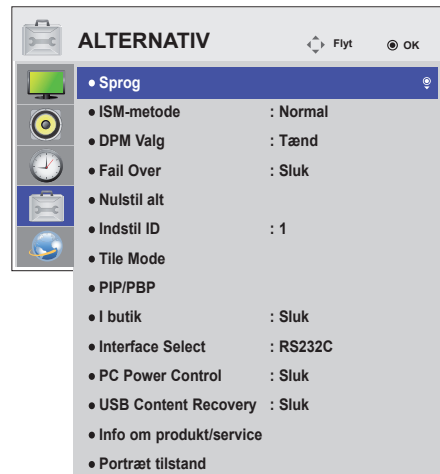 ALTERNATIV Flyt OK
• Sprog
• ISM-metode : Normal
• DPM Valg : Tænd
• Fail Over : Sluk
• Nulstil alt
• Indstil ID : 1
• Tile Mode
• PIP/PBP
• I butik : Sluk
• Interface Select : RS232C
• PC Power Control : Sluk
• USB Content Recovery : Sluk
• Info om produkt/service
• Portræt tilstand